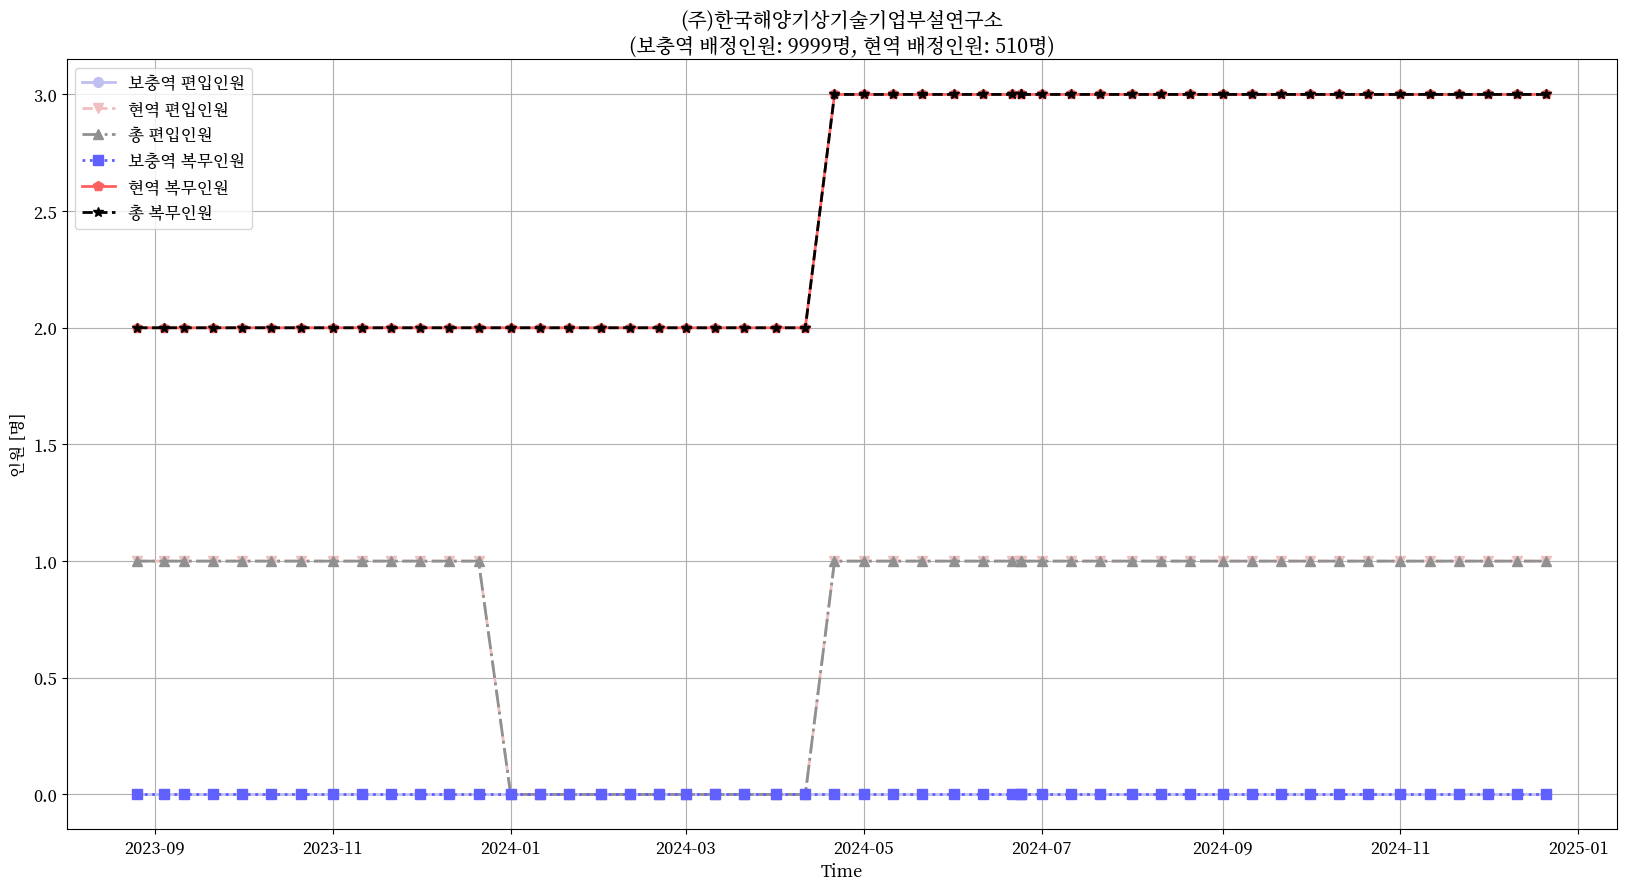 (주)한국해양기상기술기업부설연구소
(보충역 배정인원: 9999명, 현역 배정인원: 510명)
보충역 편입인원
현역 편입인원
총 편입인원
보충역 복무인원
현역 복무인원
총 복무인원
3.0
2.5
2.0
1.5
1.0
0.5
0.0
인원 [명]
2023-09
2023-11
2024-01
2024-03
2024-05
2024-07
2024-09
2024-11
2025-01
Time